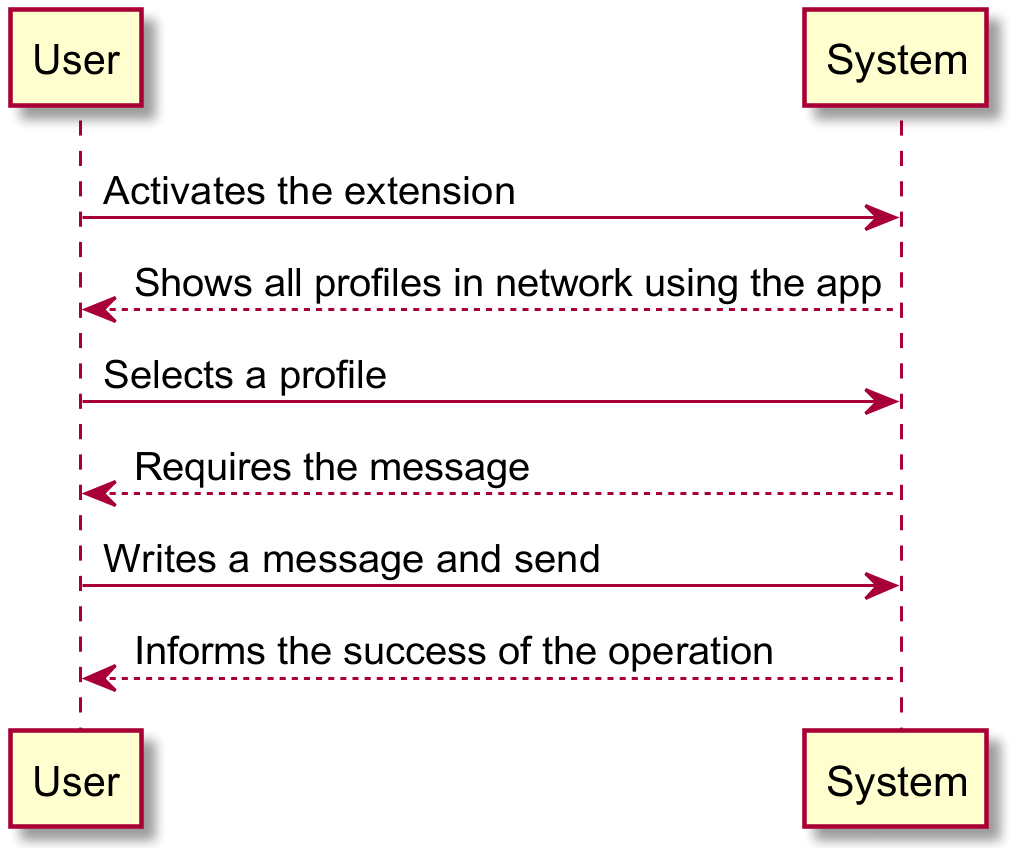 User
System
Activates the extension
Shows all profiles in network using the app
Selects a profile
Requires the message
Writes a message and send
Informs the success of the operation
User
System